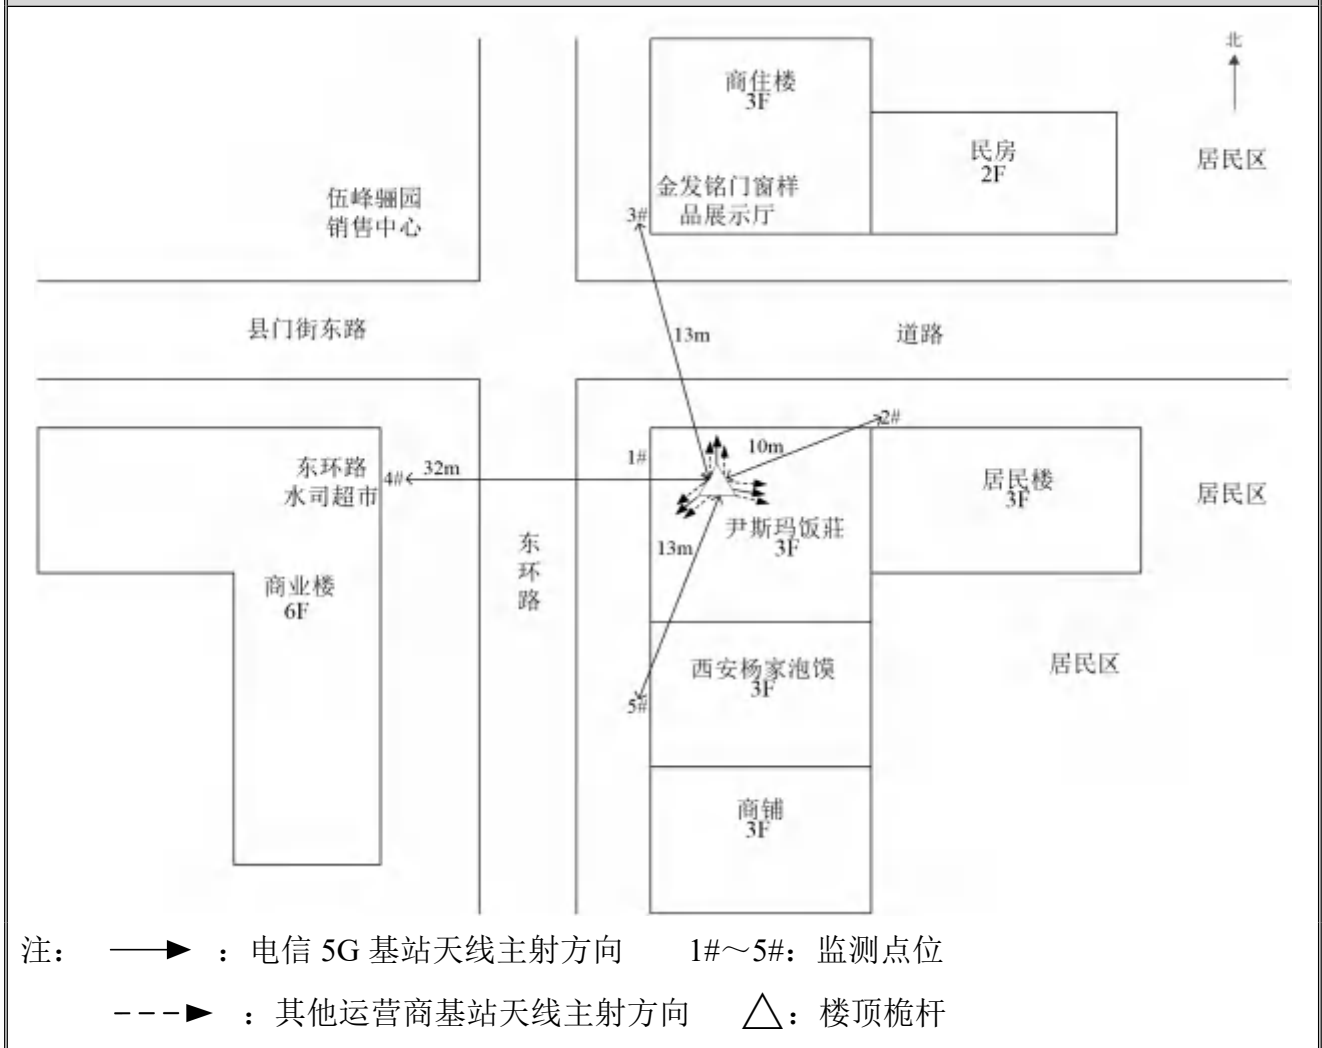 北
商住楼
3F
民房
2F
居民区
金发铭门窗样
品展示厅
3#
伍峰骊园
销售中心
县门街东路
13m
道路
1#
10m
2#
东环路
水司超市
4#
32m
居民楼
3F
居民区
尹斯玛饭莊
3F
13m
东
环
路
商业楼
6F
西安杨家泡馍
3F
居民区
5#
商铺
3F
注： ：电信 5G 基站天线主射方向 1#～5#：监测点位
：其他运营商基站天线主射方向 △：楼顶桅杆